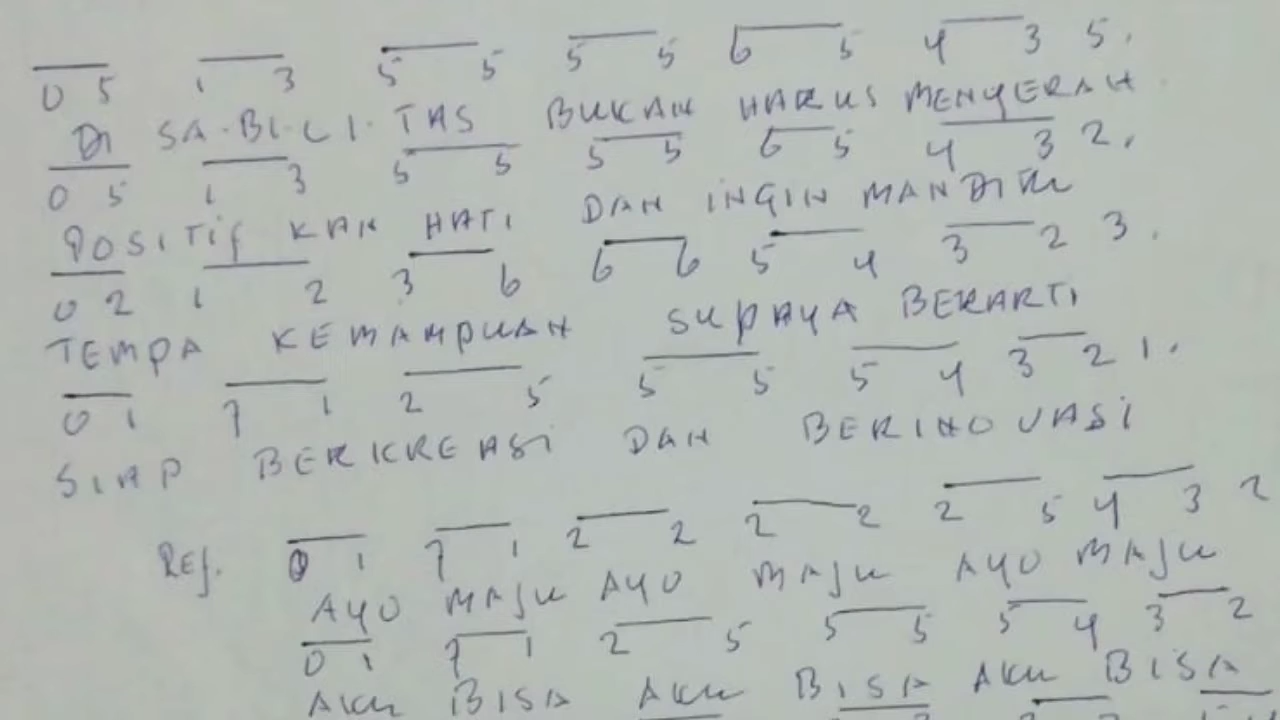 0 5 1 3 5 5 5 5 6 5 4 3 5.
DI SA.BI.LI.TAS BUKAN HARUS MENYERAH
0 5 1 3 5 5 5 5 6 5 4 3 2.
POSITIF KAN HATI DAN INGIN MANDIRI
0 2 1 2 3 6 6 6 5 4 3 2 3.
TEMPA KEMAMPUAN SUPAYA BERARTI
0 1 7 1 2 5 5 5 5 4 3 2 1.
SIAP BERKREASI DAN BERINOVASI
Ref. 0 1 7 1 2 2 2 2 2 5 4 3 2
AYO MAJU AYO MAJU AYO MAJU
0 1 7 1 2 5 5 5 5 4 3 2
AKU BISA AKU BISA AKU BISA